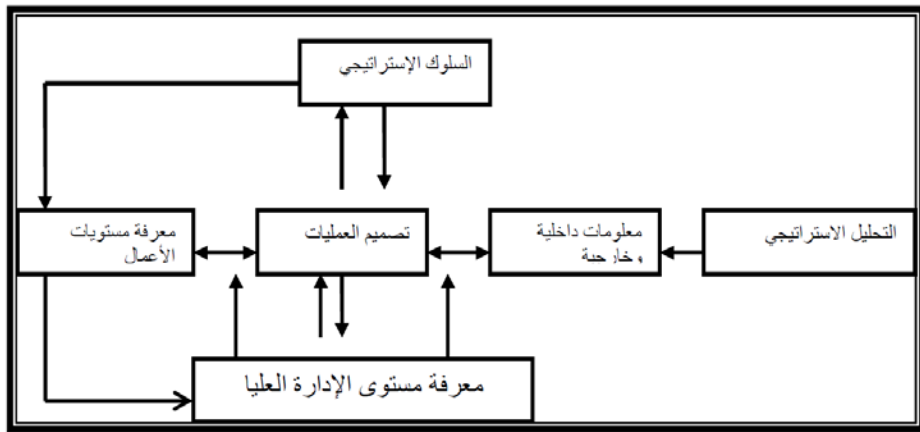 السلوك الإستراتيجي
التحليل الاستراتيجي
معلومات داخلية
وخارجية
تصميم العمليات
معرفة مستويات
الأعمال
معرفة مستوى الإدارة العليا